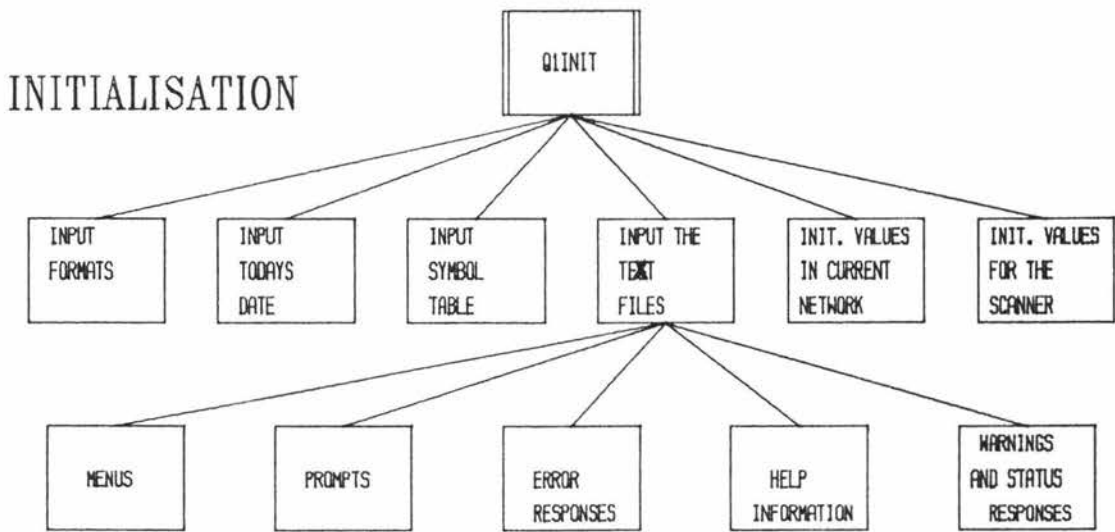 Q1INIT
INITIALISATION
INPUT
FORMATS
INPUT
TODAYS
DATE
INPUT
SYMBOL
TABLE
INPUT THE
TEXT
FILES
INIT. VALUES
IN CURRENT
NETWORK
INIT. VALUES
FOR THE
SCANNER
MENUS
PROMPTS
ERROR
RESPONSES
HELP
INFORMATION
WARNINGS
AND STATUS
RESPONSES